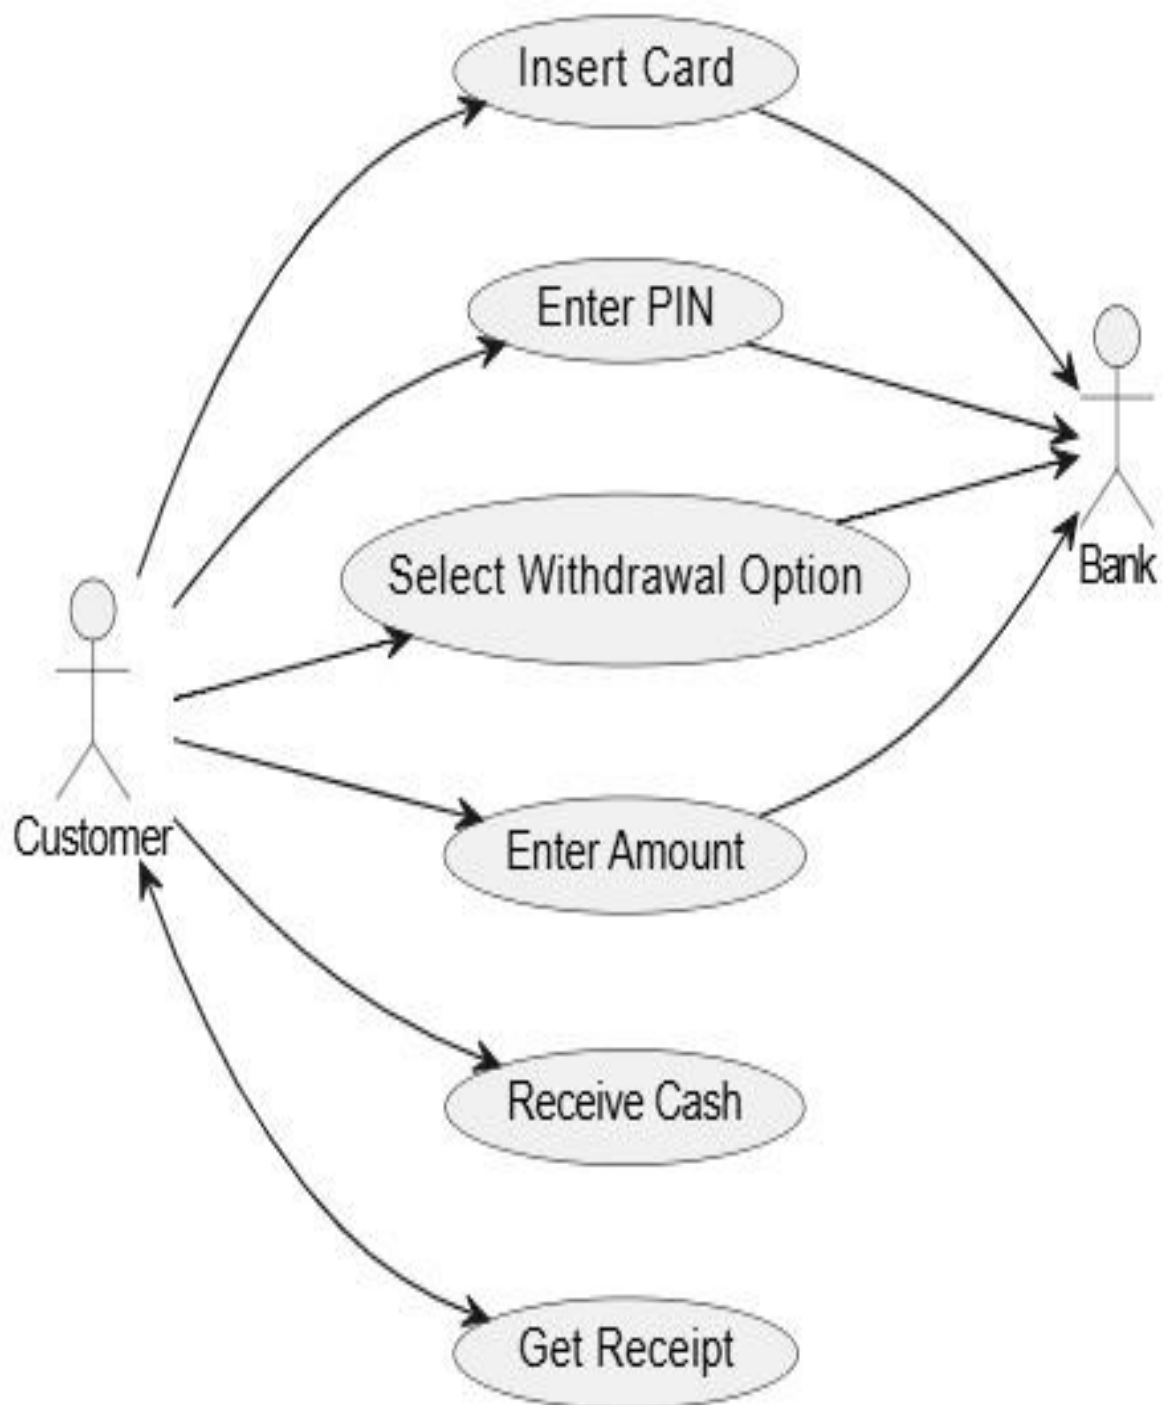 Insert Card
Enter PIN
Select Withdrawal Option
Bank
Customer
Enter Amount
Receive Cash
Get Receipt